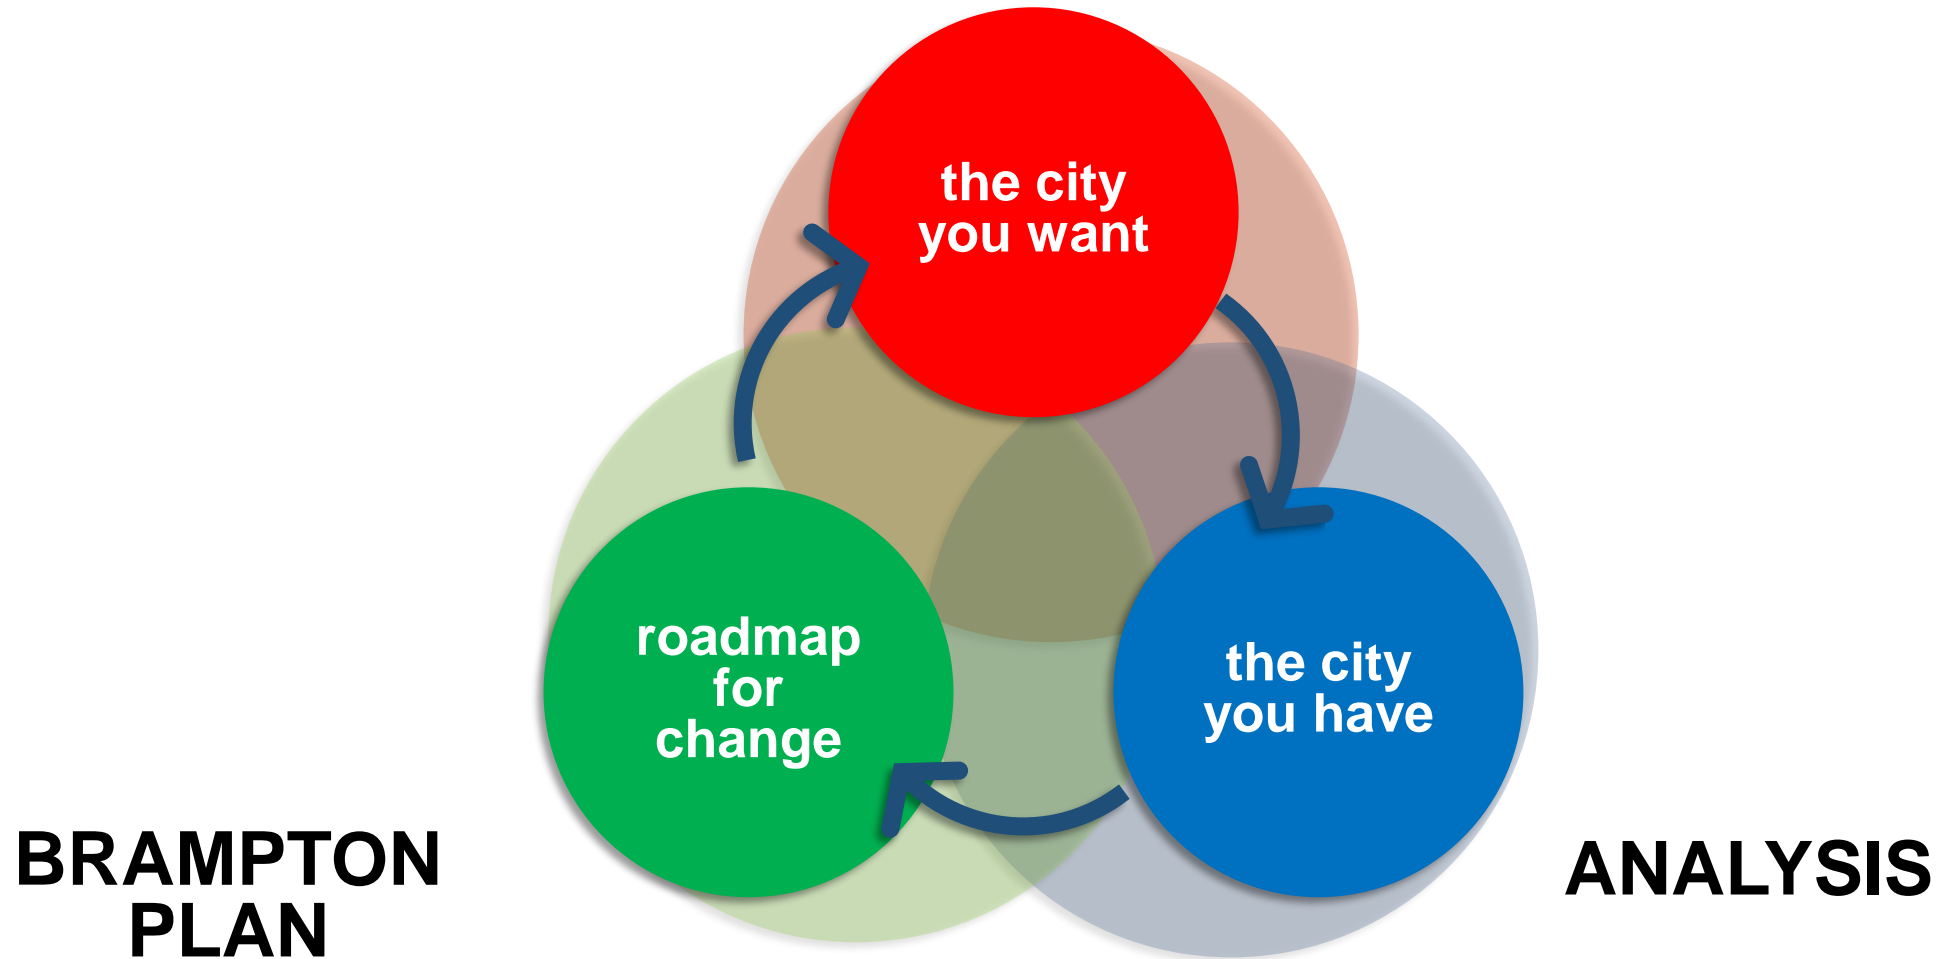 the city
you want
roadmap
for
change
the city
you have
BRAMPTON
PLAN
ANALYSIS